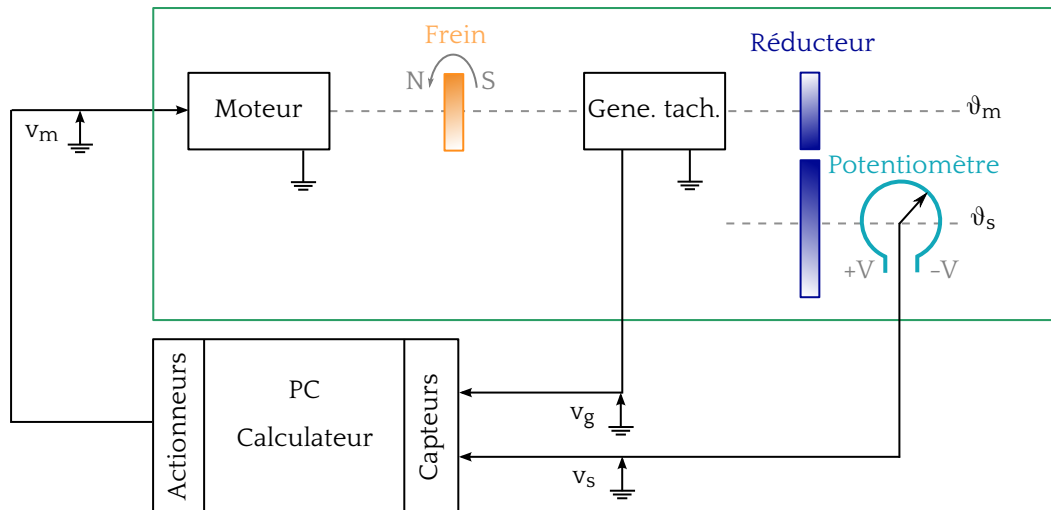 Frein
Réducteur
N
S
Moteur
Gene. tach.
ϑm
vm
Potentiomètre
ϑs
+V
–V
Actionneurs
PC
Calculateur
Capteurs
vg
vs